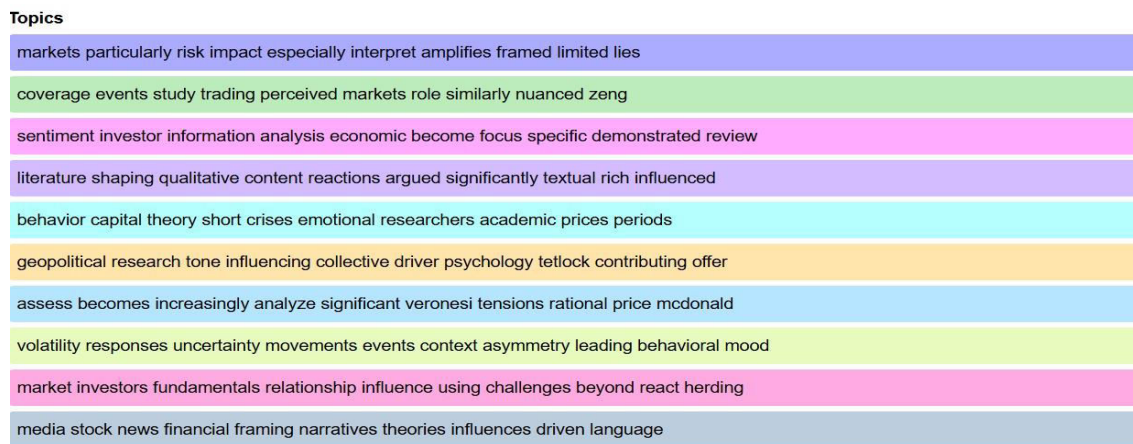 Topics
markets particularly risk impact especially interpret amplifies framed limited lies
coverage events study trading perceived markets role similarly nuanced zeng
sentiment investor information analysis economic become focus specific demonstrated review
literature shaping qualitative content reactions argued significantly textual rich influenced
behavior capital theory short crises emotional researchers academic prices periods
geopolitical research tone influencing collective driver psychology tetlock contributing offer
assess becomes increasingly analyze significant veronesi tensions rational price mcdonald
volatility responses uncertainty movements events context asymmetry leading behavioral mood
market investors fundamentals relationship influence using challenges beyond react herding
media stock news financial framing narratives theories influences driven language